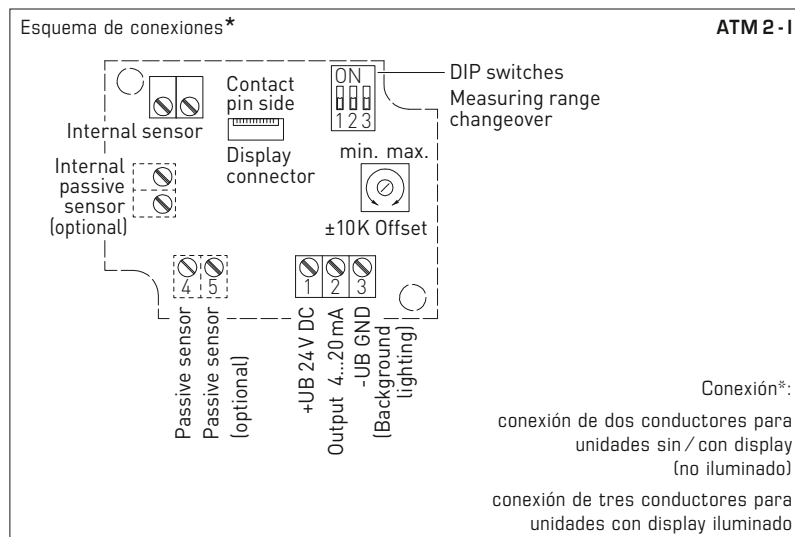 Esquema de conexiones*
ATM 2 - I
ON
1 2 3
DIP switches
Measuring range
changeover
Contact
pin side
Internal sensor
Display
connector
Internal
passive
sensor
(optional)
min. max.
±10K Offset
4 5
1 2 3
Passive sensor
Passive sensor
(optional)
+UB 24V DC
Output 4...20mA
-UB GND
(Background
lighting)
Conexión*:
conexión de dos conductores para
unidades sin / con display
(no iluminado)
conexión de tres conductores para
unidades con display iluminado